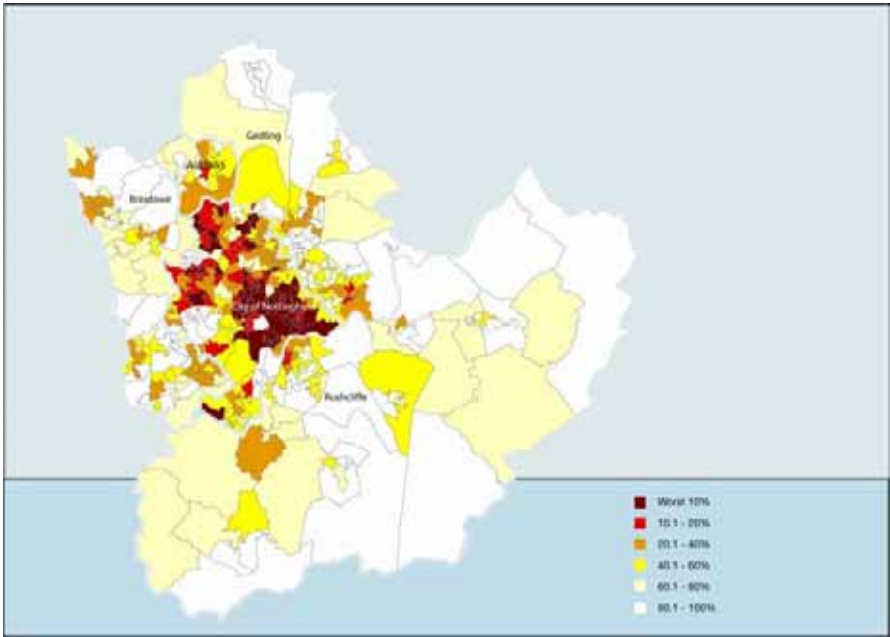 Gedling
Ashfields
Broxtowe
City of Nottingham
Rushcliffe
Worst 10%
10.1 - 20%
20.1 - 40%
40.1 - 60%
60.1 - 80%
80.1 - 100%